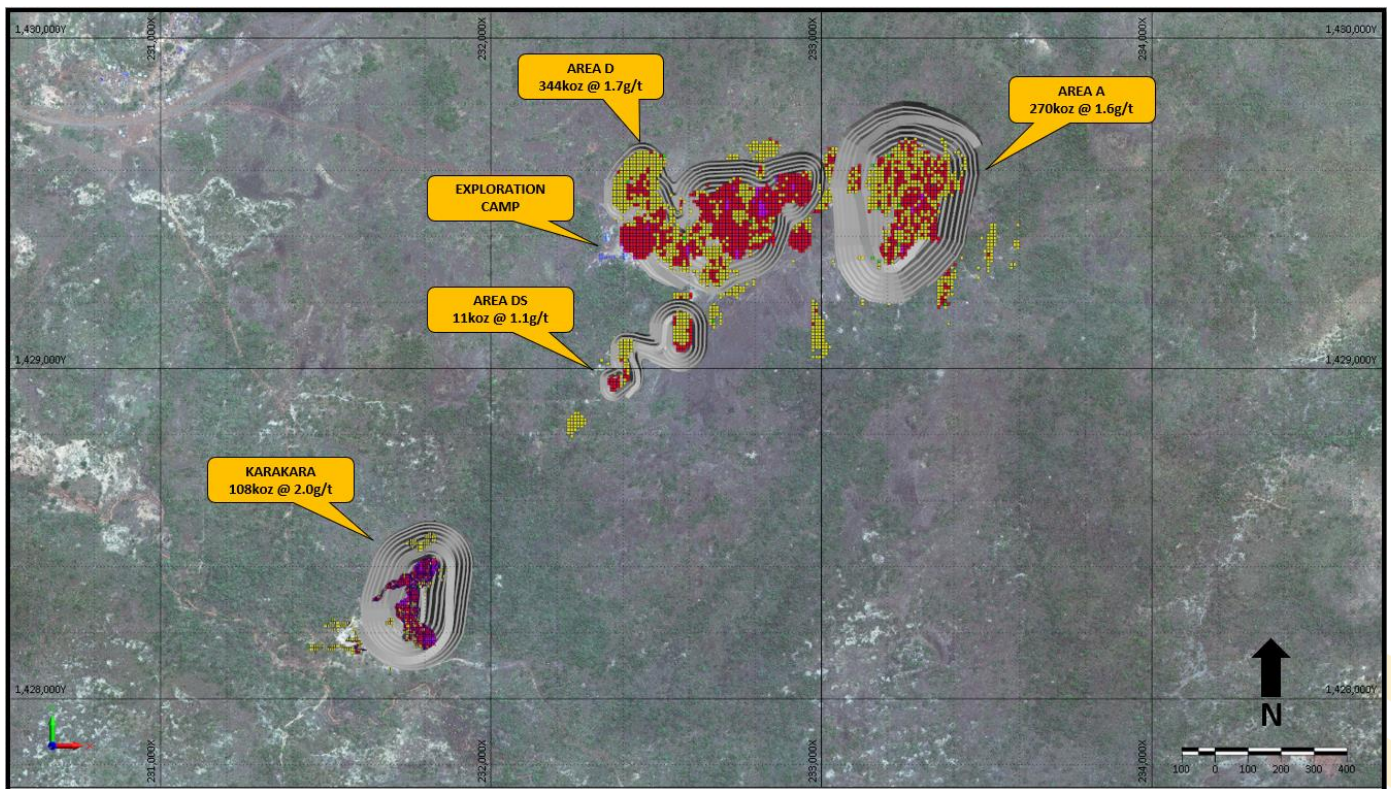 1,430,000Y
231,000X
232,000X
233,000X
234,000X
1,430,000Y
AREA D
344koz @ 1.7g/t
AREA A
270koz @ 1.6g/t
EXPLORATION
CAMP
AREA DS
11koz @ 1.1g/t
1,429,000Y
1,429,000Y
KARAKARA
108koz @ 2.0g/t
1,428,000Y
1,428,000Y
N
231,000X
232,000X
233,000X
234,000X
100 0 100 200 300 400